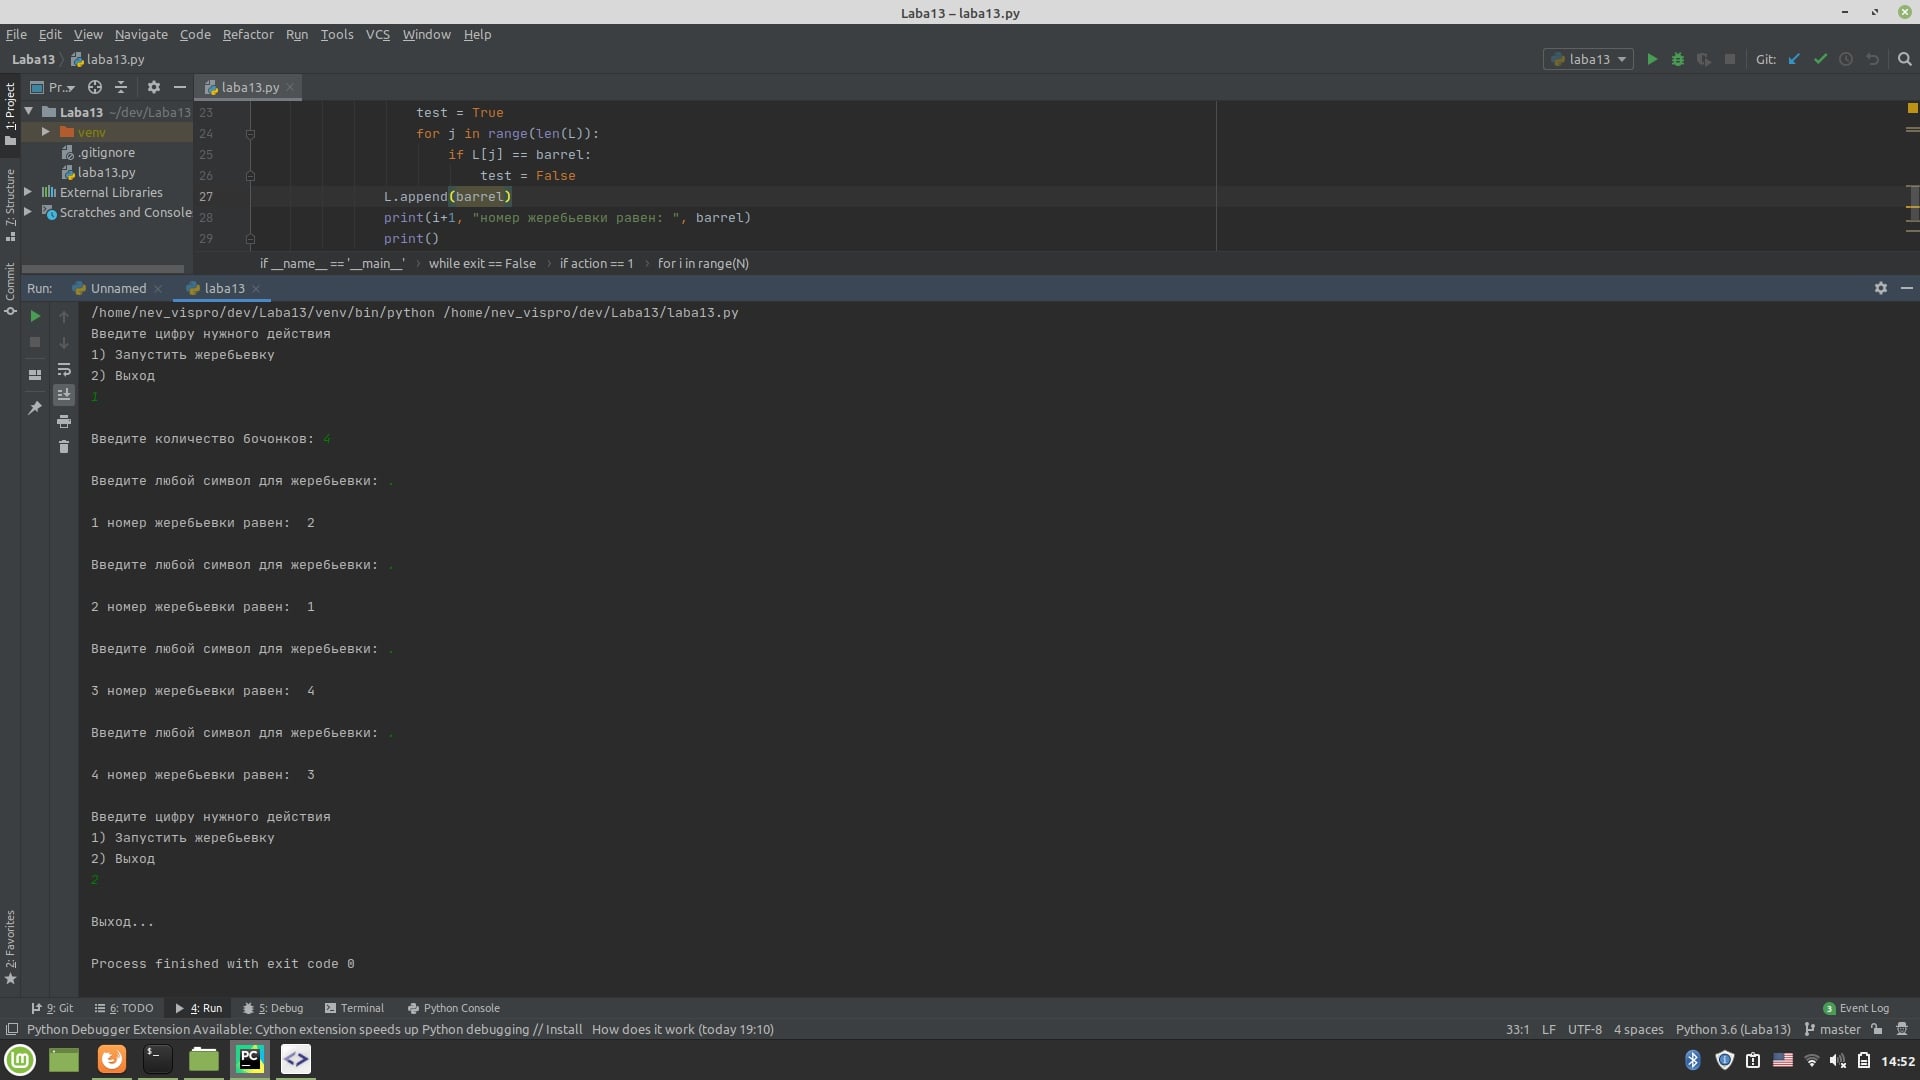 Laba13 – laba13.py
File Edit View Navigate Code Refactor Run Tools VCS Window Help
Laba13 laba13.py
laba13 Git:
1: Project Pr... laba13.py
Laba13 ~/dev/Laba13
venv
.gitignore
laba13.py
External Libraries
Scratches and Console
7: Structure
Commit
23 test = True
24 for j in range(len(L)):
25 if L[j] == barrel:
26 test = False
27 L.append(barrel)
28 print(i+1, "номер жеребьевки равен: ", barrel)
29 print()
if __name__ == '__main__' › while exit == False › if action == 1 › for i in range(N)
Run: Unnamed laba13
/home/nev_vispro/dev/Laba13/venv/bin/python /home/nev_vispro/dev/Laba13/laba13.py
Введите цифру нужного действия
1) Запустить жеребьевку
2) Выход
1
Введите количество бочонков: 4
Введите любой символ для жеребьевки: .
1 номер жеребьевки равен:  2
Введите любой символ для жеребьевки: .
2 номер жеребьевки равен:  1
Введите любой символ для жеребьевки: .
3 номер жеребьевки равен:  4
Введите любой символ для жеребьевки: .
4 номер жеребьевки равен:  3
Введите цифру нужного действия
1) Запустить жеребьевку
2) Выход
2
Выход...
Process finished with exit code 0
2: Favorites
9: Git 6: TODO 4: Run 5: Debug Terminal Python Console 3 Event Log
Python Debugger Extension Available: Cython extension speeds up Python debugging // Install How does it work (today 19:10) 33:1 LF UTF-8 4 spaces Python 3.6 (Laba13) master
$_ PC <> 14:52